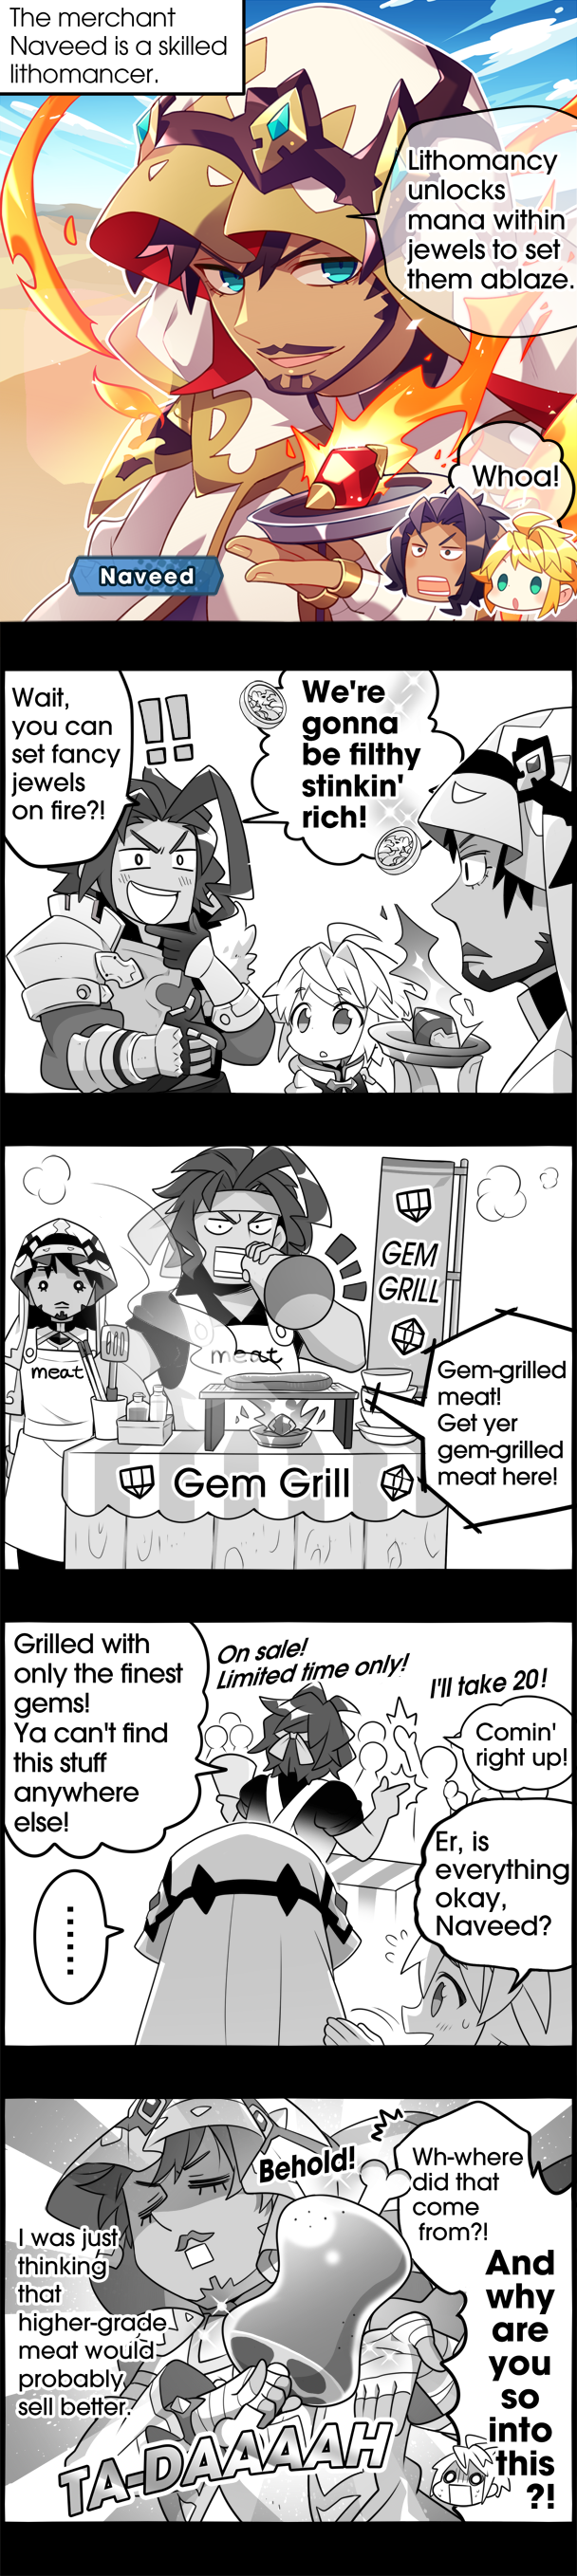 The merchant
Naveed is a skilled
lithomancer.
Lithomancy
unlocks
mana within
jewels to set
them ablaze.
Whoa!
Naveed
Wait,
you can
set fancy
jewels
on fire?!
!!
We're
gonna
be filthy
stinkin'
rich!
GEM
GRILL
meat
meat
Gem-grilled
meat!
Get yer
gem-grilled
meat here!
Gem Grill
Grilled with
only the finest
gems!
Ya can't find
this stuff
anywhere
else!
On sale!
Limited time only!
I'll take 20!
Comin'
right up!
Er, is
everything
okay,
Naveed?
......
Behold!
Wh-where
did that
come
from?!
I was just
thinking
that
higher-grade
meat would
probably
sell better.
And
why
are
you
so
into
this
?!
TA-DAAAAH